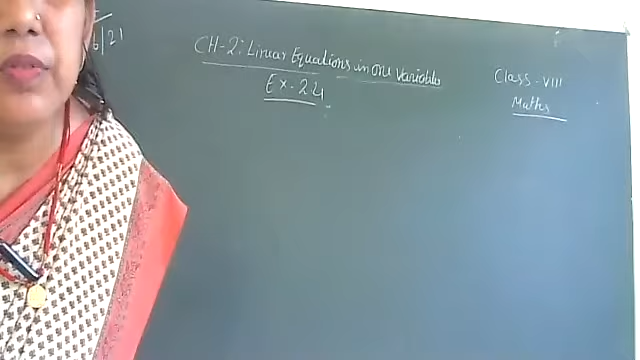 6/21
CH-2: Linear Equations in one Variable
Ex-2.4
Class-VIII
Maths